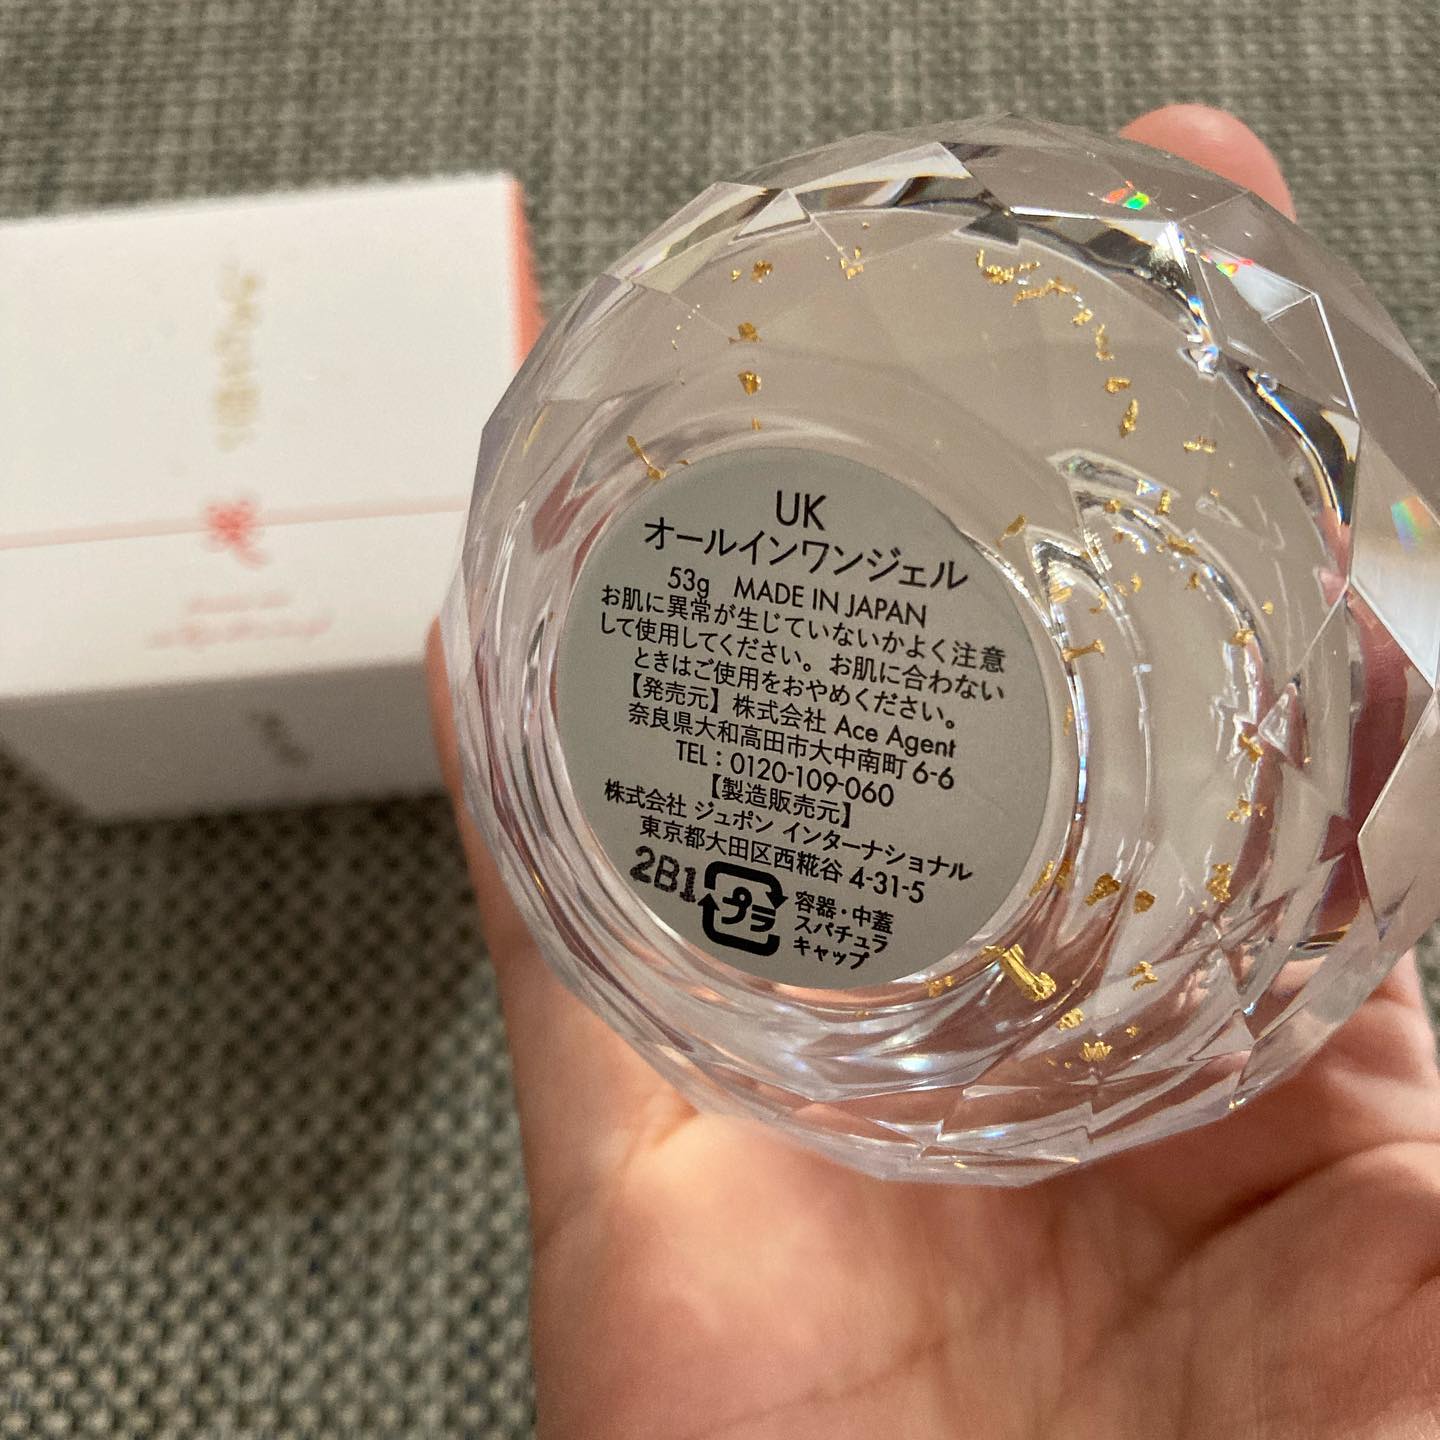 UK
オールインワンジェル
53g MADE IN JAPAN
お肌に異常が生じていないかよく注意
して使用してください。お肌に合わない
ときはご使用をおやめください。
【発売元】株式会社 Ace Agent
奈良県大和高田市大中南町 6-6
TEL : 0120-109-060
【製造販売元】
株式会社 ジュポン インターナショナル
東京都大田区西糀谷 4-31-5
2B1
プラ
容器・中蓋
スパチュラ
キャップ